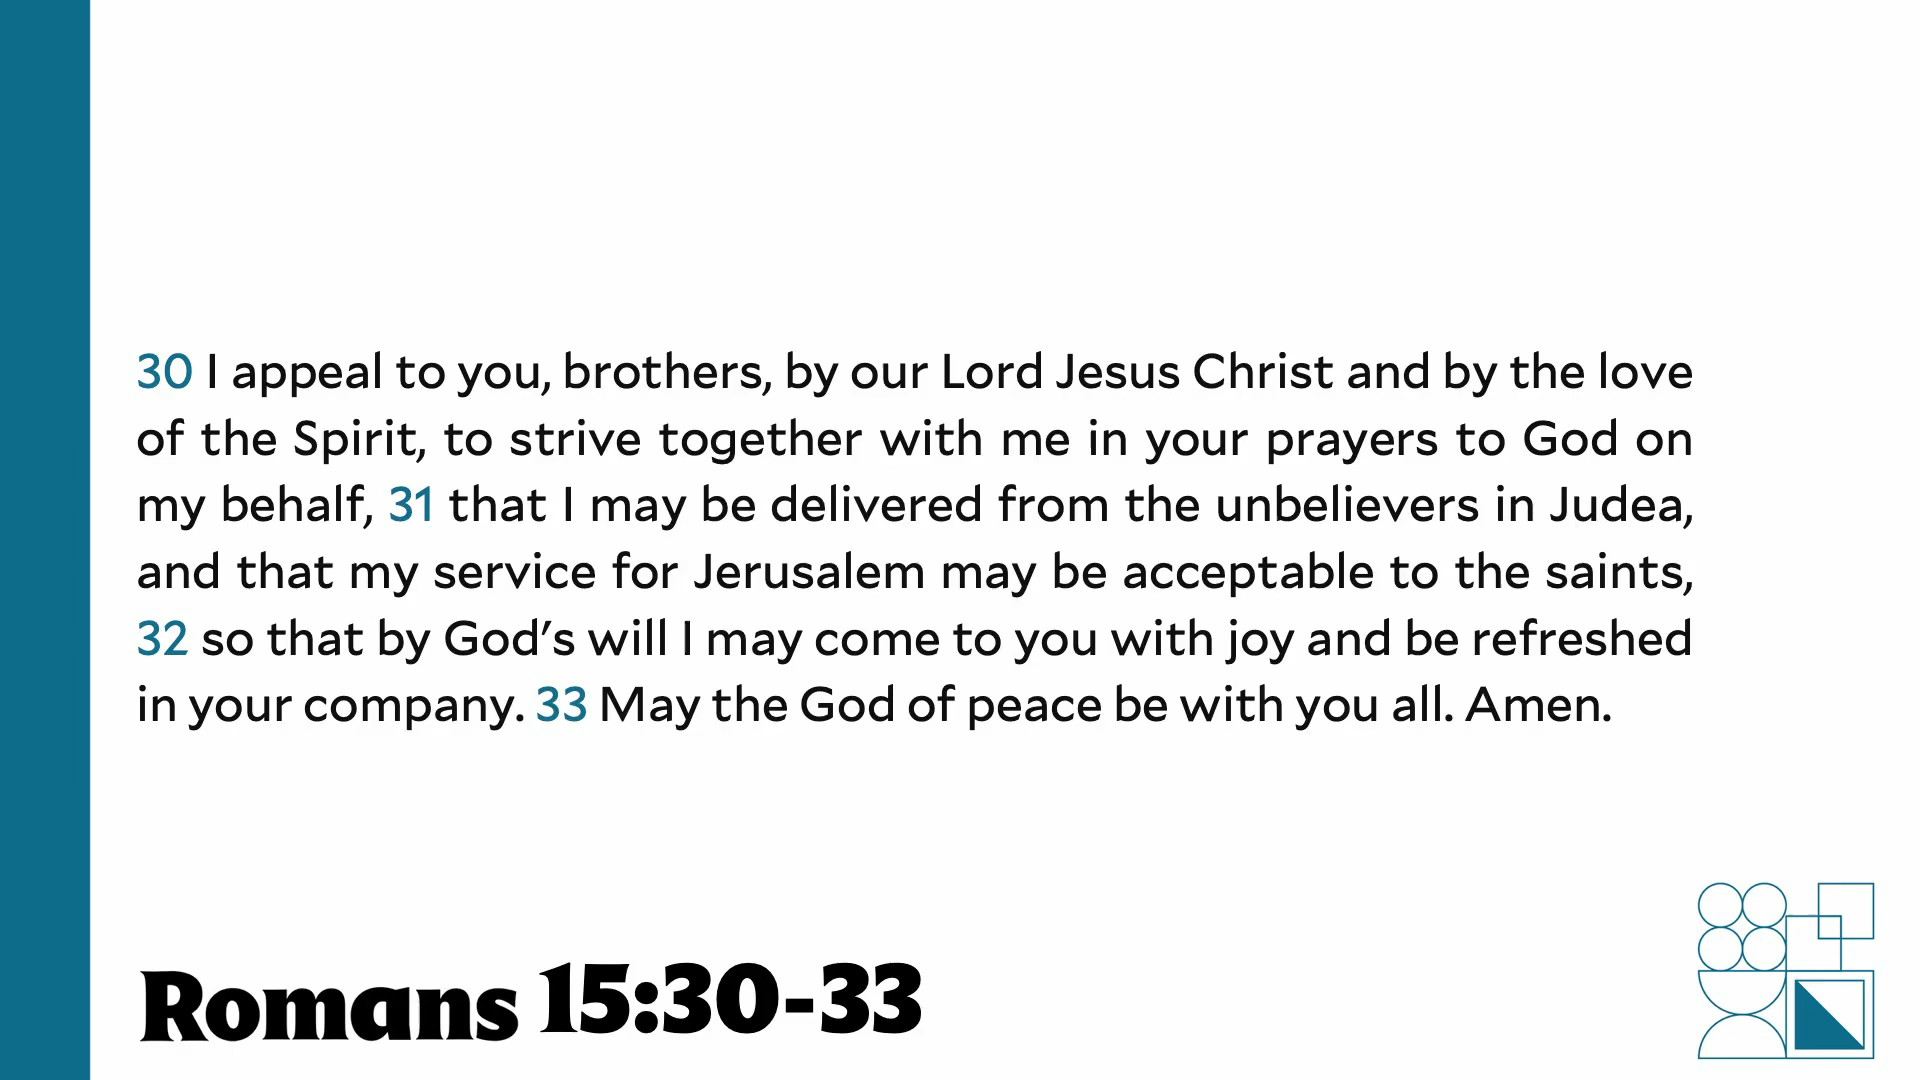 30 I appeal to you, brothers, by our Lord Jesus Christ and by the love
of the Spirit, to strive together with me in your prayers to God on
my behalf, 31 that I may be delivered from the unbelievers in Judea,
and that my service for Jerusalem may be acceptable to the saints,
32 so that by God's will I may come to you with joy and be refreshed
in your company. 33 May the God of peace be with you all. Amen.
Romans 15:30-33